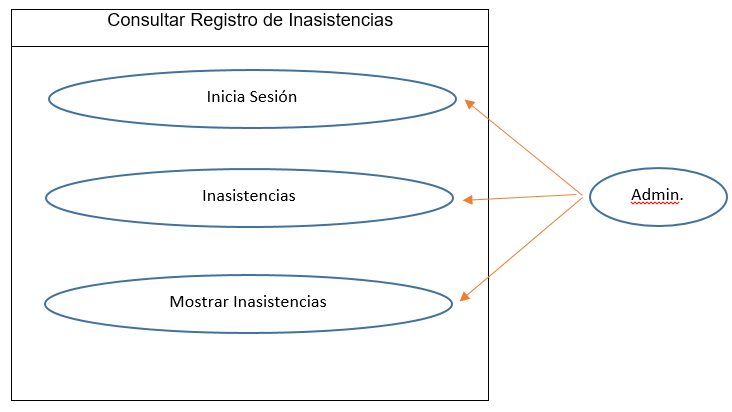 Consultar Registro de Inasistencias
Inicia Sesión
Inasistencias
Admin.
Mostrar Inasistencias